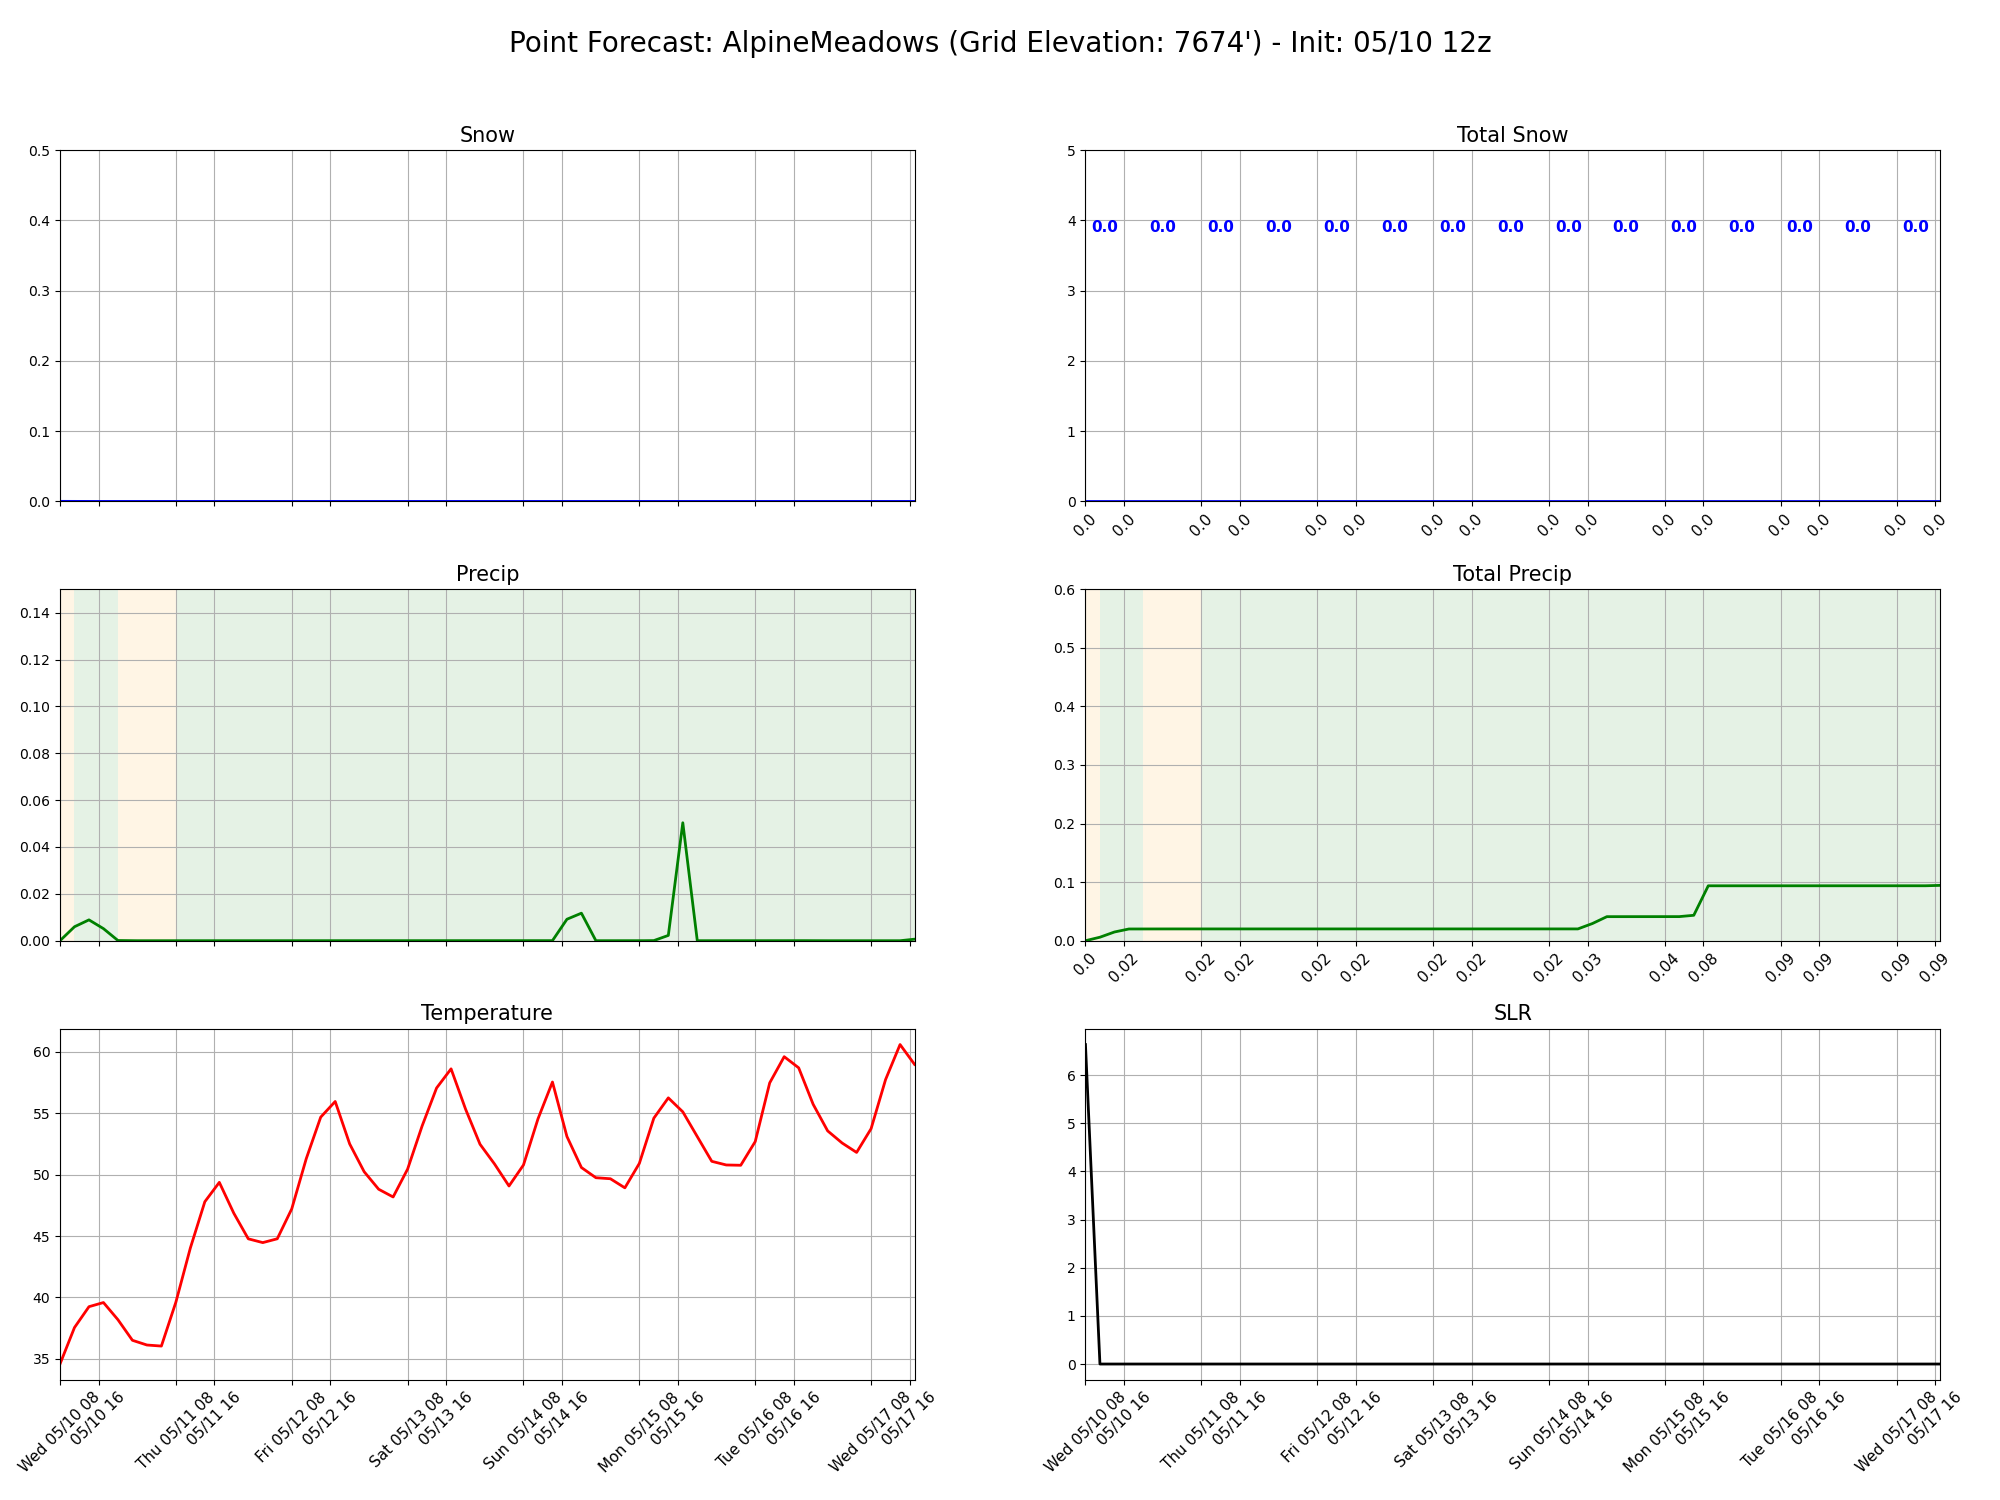 Point Forecast: AlpineMeadows (Grid Elevation: 7674') - Init: 05/10 12z
Snow
0.5
0.4
0.3
0.2
0.1
0.0
Total Snow
5
4
3
2
1
0
0.0 0.0 0.0 0.0 0.0 0.0 0.0 0.0 0.0 0.0 0.0 0.0 0.0 0.0 0.0
0.0 0.0 0.0 0.0 0.0 0.0 0.0 0.0 0.0 0.0 0.0 0.0 0.0 0.0 0.0 0.0
Precip
0.14
0.12
0.10
0.08
0.06
0.04
0.02
0.00
Total Precip
0.6
0.5
0.4
0.3
0.2
0.1
0.0
0.0 0.02 0.02 0.02 0.02 0.02 0.02 0.02 0.02 0.03 0.04 0.08 0.09 0.09 0.09 0.09
Temperature
60
55
50
45
40
35
Wed 05/10 08
05/10 16
Thu 05/11 08
05/11 16
Fri 05/12 08
05/12 16
Sat 05/13 08
05/13 16
Sun 05/14 08
05/14 16
Mon 05/15 08
05/15 16
Tue 05/16 08
05/16 16
Wed 05/17 08
05/17 16
SLR
6
5
4
3
2
1
0
Wed 05/10 08
05/10 16
Thu 05/11 08
05/11 16
Fri 05/12 08
05/12 16
Sat 05/13 08
05/13 16
Sun 05/14 08
05/14 16
Mon 05/15 08
05/15 16
Tue 05/16 08
05/16 16
Wed 05/17 08
05/17 16